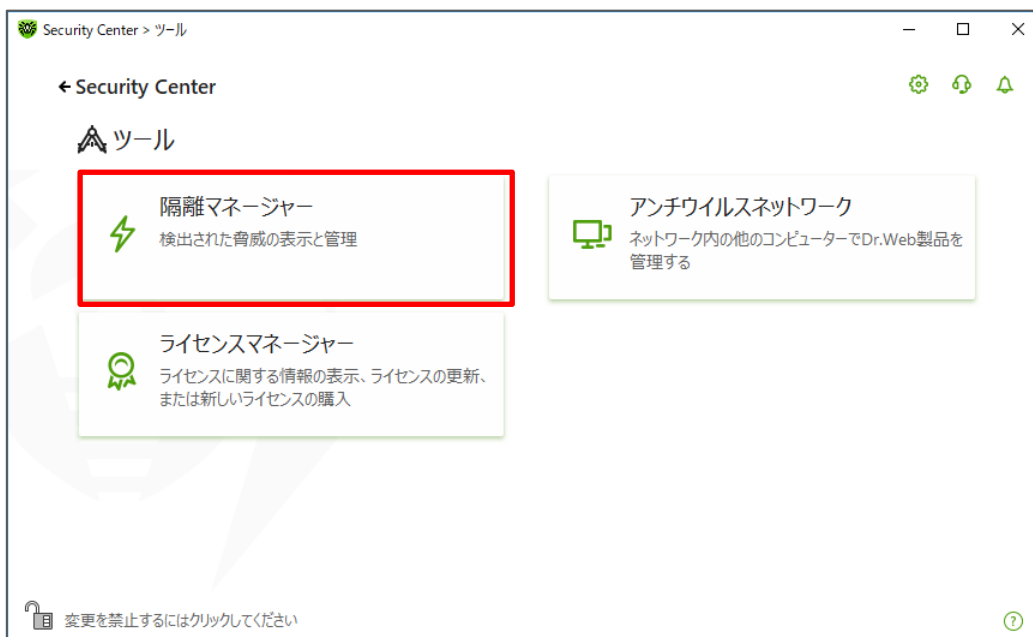 Security Center > ツール
Security Center
ツール
隔離マネージャー
検出された脅威の表示と管理
アンチウイルスネットワーク
ネットワーク内の他のコンピューターでDr.Web製品を
管理する
ライセンスマネージャー
ライセンスに関する情報の表示、ライセンスの更新、
または新しいライセンスの購入
変更を禁止するにはクリックしてください
?